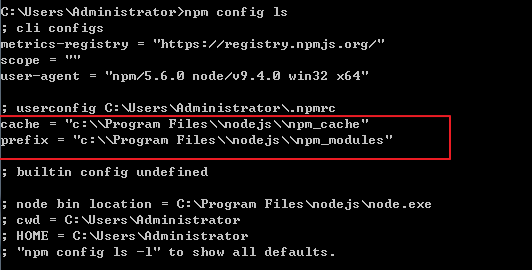 C:\Users\Administrator>npm config ls
; cli configs
metrics-registry = "https://registry.npmjs.org/"
scope = ""
user-agent = "npm/5.6.0 node/v9.4.0 win32 x64"
; userconfig C:\Users\Administrator\.npmrc
cache = "c:\\Program Files\\nodejs\\npm_cache"
prefix = "c:\\Program Files\\nodejs\\npm_modules"
; builtin config undefined
; node bin location = C:\Program Files\nodejs\node.exe
; cwd = C:\Users\Administrator
; HOME = C:\Users\Administrator
; "npm config ls -l" to show all defaults.